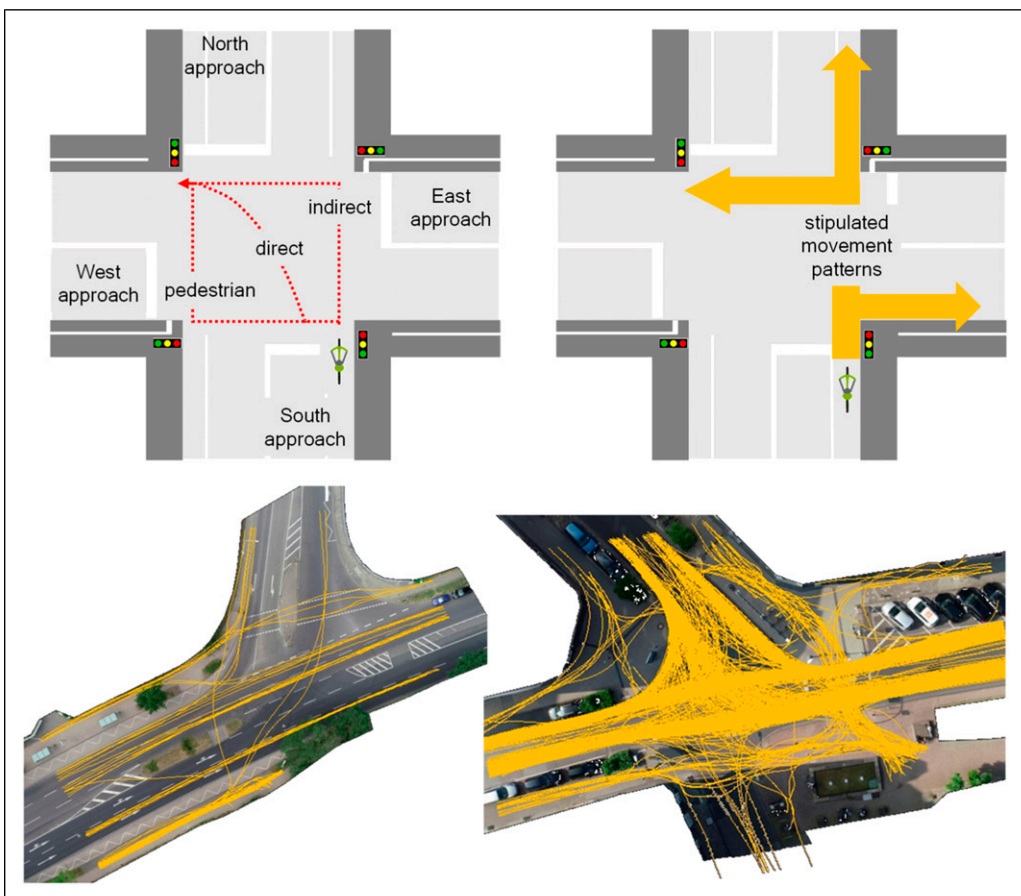 North
approach
indirect
East
approach
direct
West
approach
pedestrian
South
approach
stipulated
movement
patterns